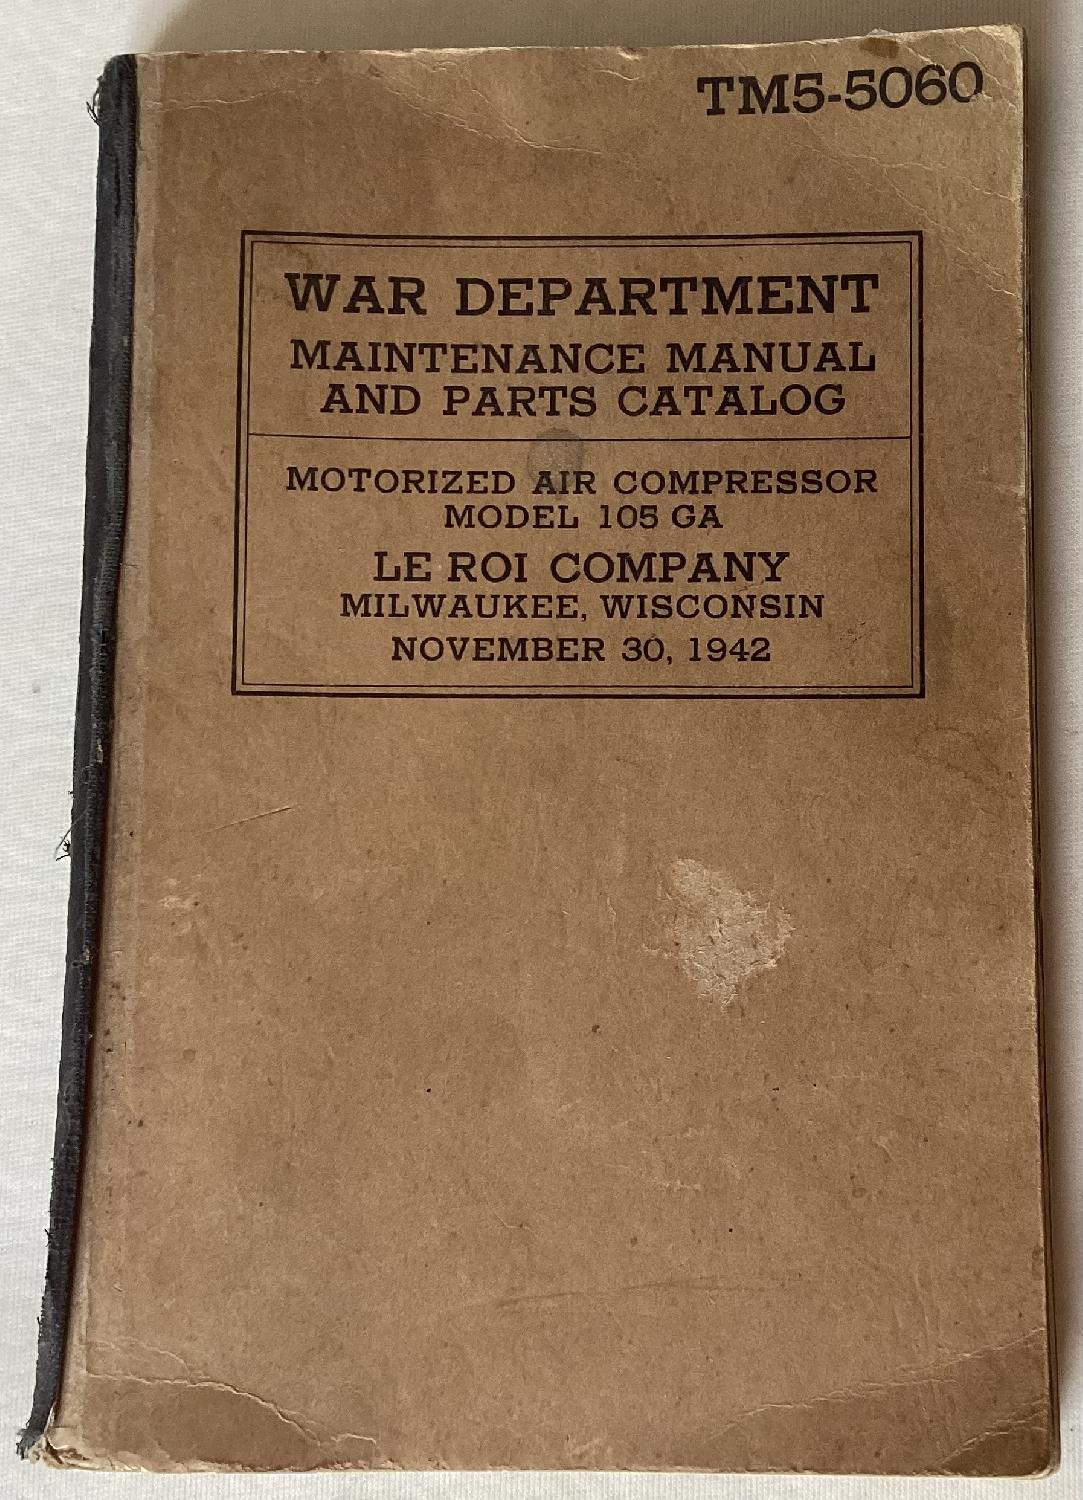 TM5-5060
WAR DEPARTMENT
MAINTENANCE MANUAL
AND PARTS CATALOG
MOTORIZED AIR COMPRESSOR
MODEL 105 GA
LE ROI COMPANY
MILWAUKEE, WISCONSIN
NOVEMBER 30, 1942